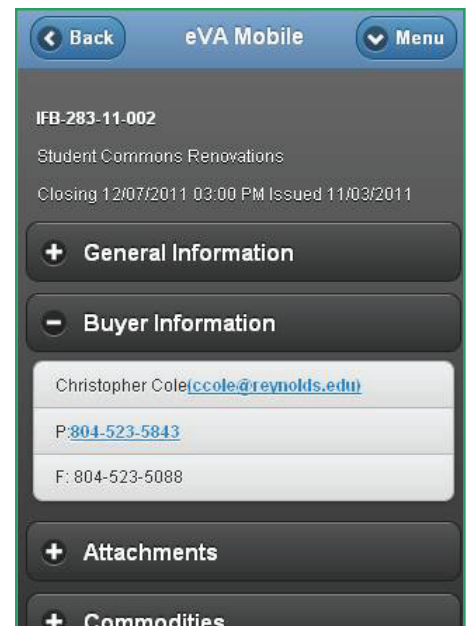 Back eVA Mobile Menu
IFB-283-11-002
Student Commons Renovations
Closing 12/07/2011 03:00 PM Issued 11/03/2011
General Information
Buyer Information
Christopher Cole(ccole@reynolds.edu)
P:804-523-5843
F: 804-523-5088
Attachments
Commodities